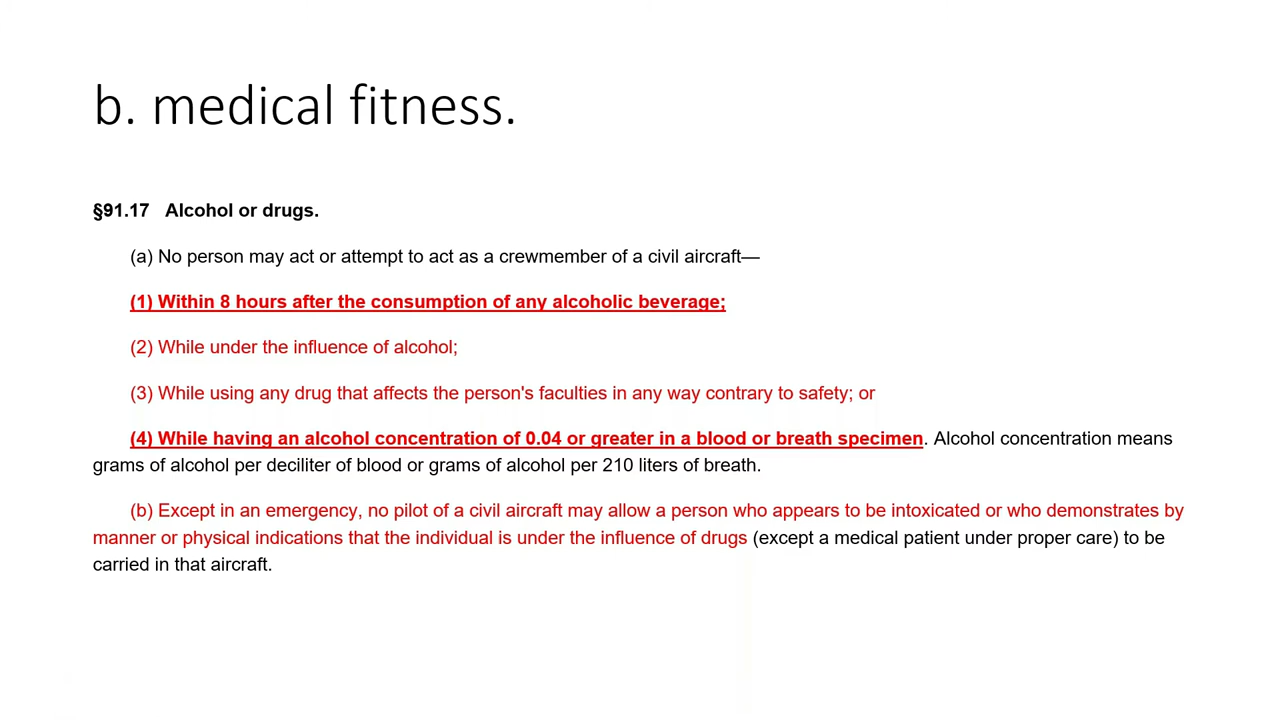 b. medical fitness.
§91.17 Alcohol or drugs.
(a) No person may act or attempt to act as a crewmember of a civil aircraft—
(1) Within 8 hours after the consumption of any alcoholic beverage;
(2) While under the influence of alcohol;
(3) While using any drug that affects the person's faculties in any way contrary to safety; or
(4) While having an alcohol concentration of 0.04 or greater in a blood or breath specimen. Alcohol concentration means
grams of alcohol per deciliter of blood or grams of alcohol per 210 liters of breath.
(b) Except in an emergency, no pilot of a civil aircraft may allow a person who appears to be intoxicated or who demonstrates by
manner or physical indications that the individual is under the influence of drugs (except a medical patient under proper care) to be
carried in that aircraft.